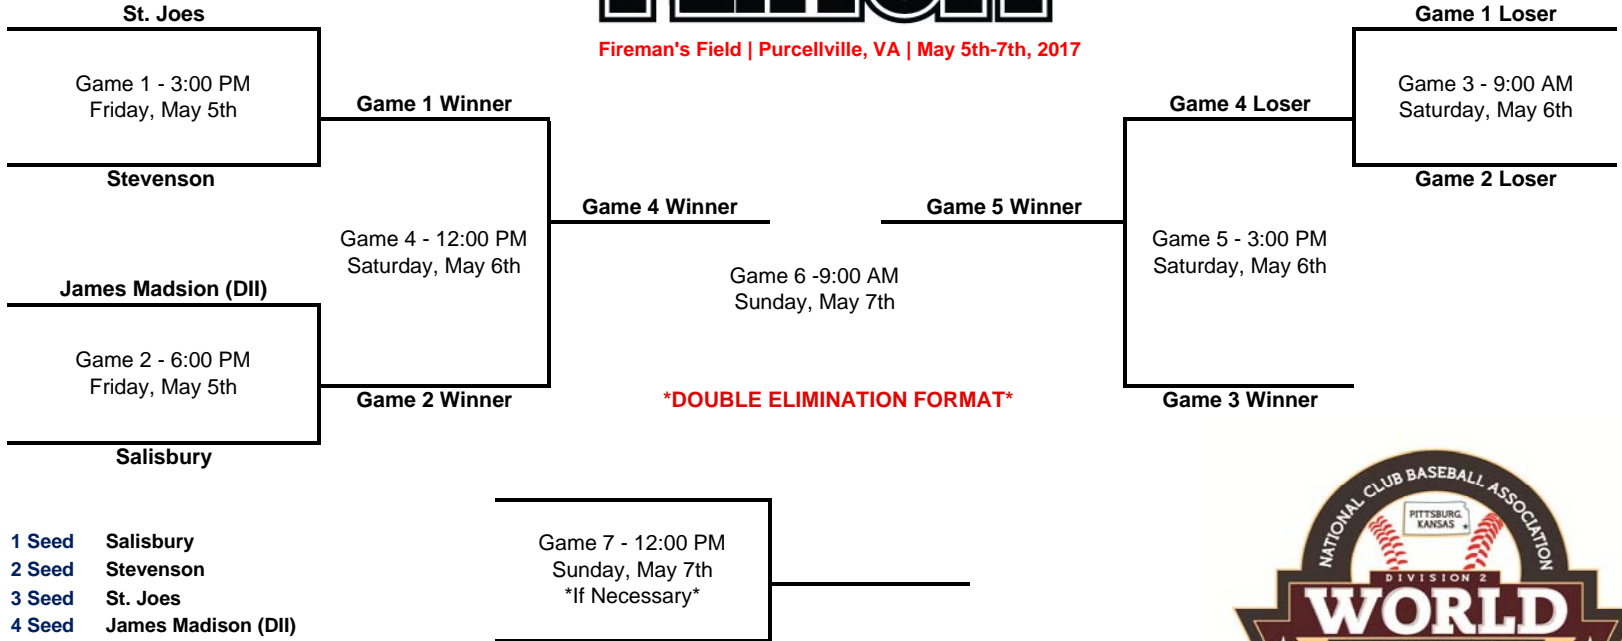 St. Joes
Game 1 Loser
Fireman's Field | Purcellville, VA | May 5th-7th, 2017
Game 1 - 3:00 PM
Friday, May 5th
Game 1 Winner
Game 4 Loser
Game 3 - 9:00 AM
Saturday, May 6th
Stevenson
Game 2 Loser
Game 4 Winner
Game 5 Winner
Game 4 - 12:00 PM
Saturday, May 6th
Game 5 - 3:00 PM
Saturday, May 6th
Game 6 -9:00 AM
Sunday, May 7th
James Madsion (DII)
Game 2 - 6:00 PM
Friday, May 5th
Game 2 Winner
*DOUBLE ELIMINATION FORMAT*
Game 3 Winner
Salisbury
1 Seed Salisbury
2 Seed Stevenson
3 Seed St. Joes
4 Seed James Madison (DII)
Game 7 - 12:00 PM
Sunday, May 7th
*If Necessary*
NATIONAL CLUB BASEBALL ASSOCIATION
PITTSBURG,
KANSAS
DIVISION 2
WORLD